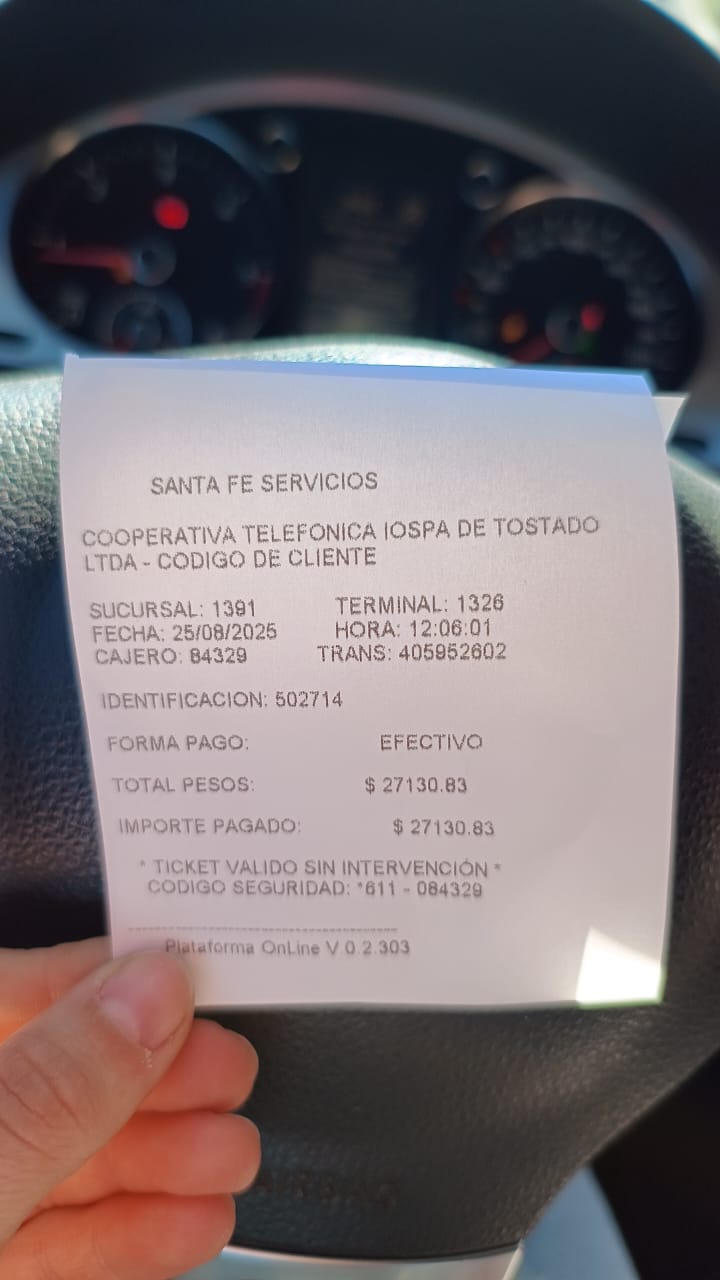 SANTA FE SERVICIOS
COOPERATIVA TELEFONICA IOSPA DE TOSTADO
LTDA - CODIGO DE CLIENTE
SUCURSAL: 1391 TERMINAL: 1326
FECHA: 25/08/2025 HORA: 12:06:01
CAJERO: 84329 TRANS: 405952602
IDENTIFICACION: 502714
FORMA PAGO: EFECTIVO
TOTAL PESOS: $ 27130.83
IMPORTE PAGADO: $ 27130.83
* TICKET VALIDO SIN INTERVENCIÓN *
CODIGO SEGURIDAD: *611 - 084329
Plataforma OnLine V 0.2.303